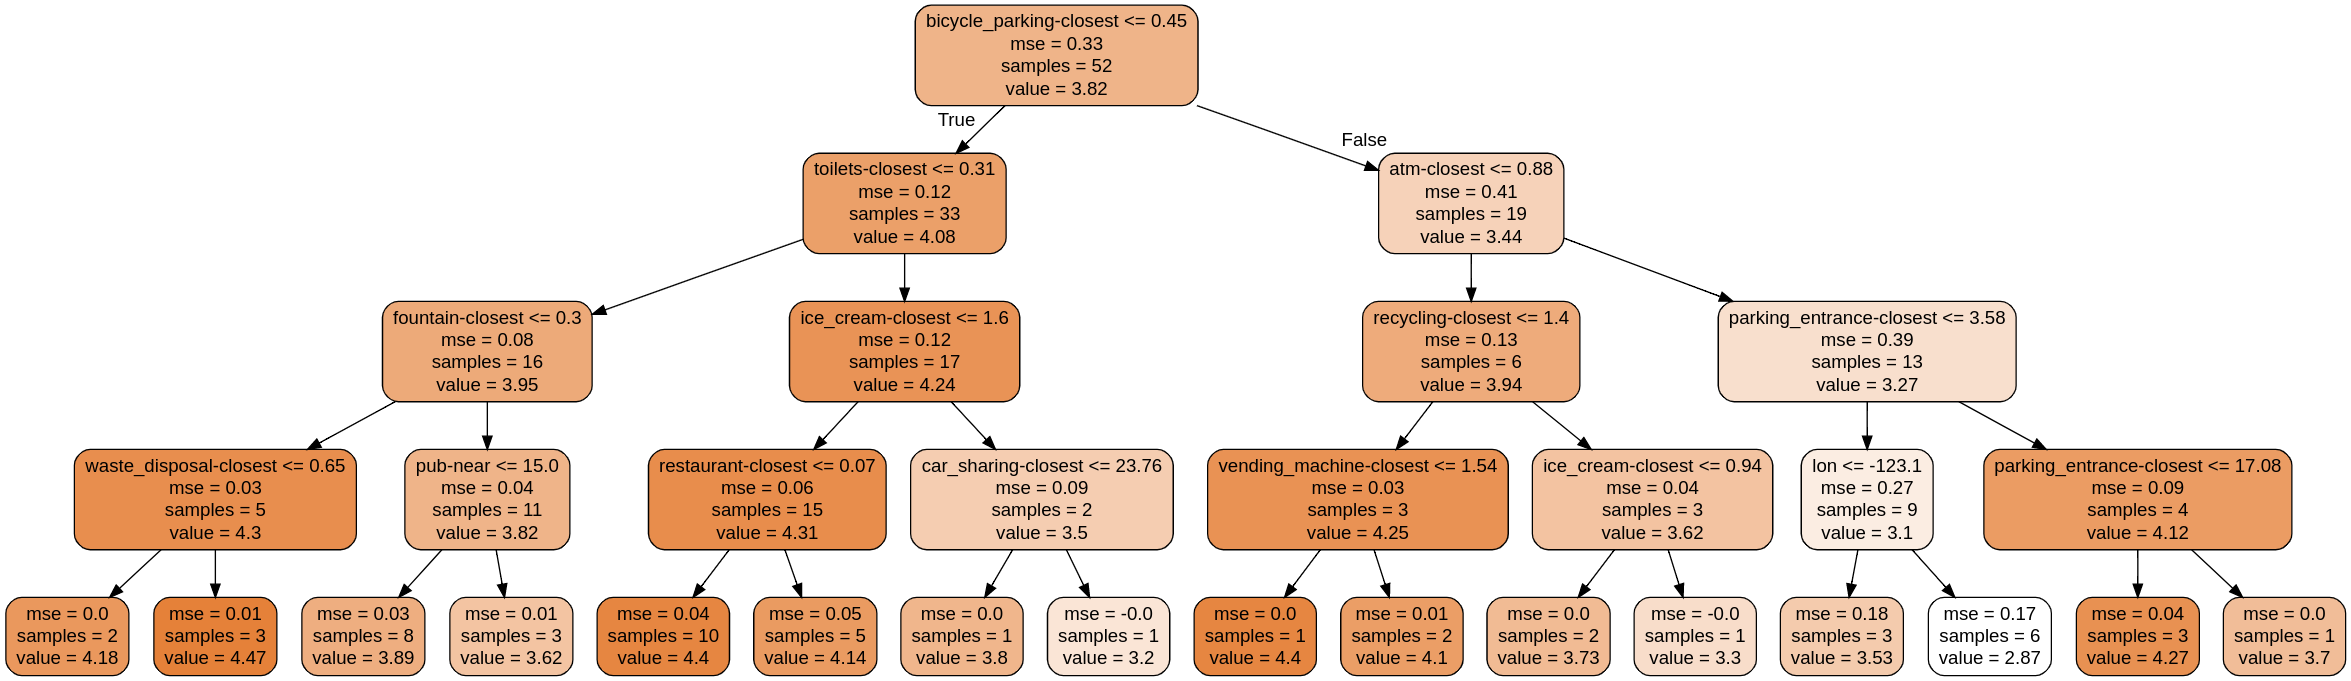 bicycle_parking-closest <= 0.45
mse = 0.33
samples = 52
value = 3.82
True
False
toilets-closest <= 0.31
mse = 0.12
samples = 33
value = 4.08
atm-closest <= 0.88
mse = 0.41
samples = 19
value = 3.44
fountain-closest <= 0.3
mse = 0.08
samples = 16
value = 3.95
ice_cream-closest <= 1.6
mse = 0.12
samples = 17
value = 4.24
recycling-closest <= 1.4
mse = 0.13
samples = 6
value = 3.94
parking_entrance-closest <= 3.58
mse = 0.39
samples = 13
value = 3.27
waste_disposal-closest <= 0.65
mse = 0.03
samples = 5
value = 4.3
pub-near <= 15.0
mse = 0.04
samples = 11
value = 3.82
restaurant-closest <= 0.07
mse = 0.06
samples = 15
value = 4.31
car_sharing-closest <= 23.76
mse = 0.09
samples = 2
value = 3.5
vending_machine-closest <= 1.54
mse = 0.03
samples = 3
value = 4.25
ice_cream-closest <= 0.94
mse = 0.04
samples = 3
value = 3.62
lon <= -123.1
mse = 0.27
samples = 9
value = 3.1
parking_entrance-closest <= 17.08
mse = 0.09
samples = 4
value = 4.12
mse = 0.0
samples = 2
value = 4.18
mse = 0.01
samples = 3
value = 4.47
mse = 0.03
samples = 8
value = 3.89
mse = 0.01
samples = 3
value = 3.62
mse = 0.04
samples = 10
value = 4.4
mse = 0.05
samples = 5
value = 4.14
mse = 0.0
samples = 1
value = 3.8
mse = -0.0
samples = 1
value = 3.2
mse = 0.0
samples = 1
value = 4.4
mse = 0.01
samples = 2
value = 4.1
mse = 0.0
samples = 2
value = 3.73
mse = -0.0
samples = 1
value = 3.3
mse = 0.18
samples = 3
value = 3.53
mse = 0.17
samples = 6
value = 2.87
mse = 0.04
samples = 3
value = 4.27
mse = 0.0
samples = 1
value = 3.7